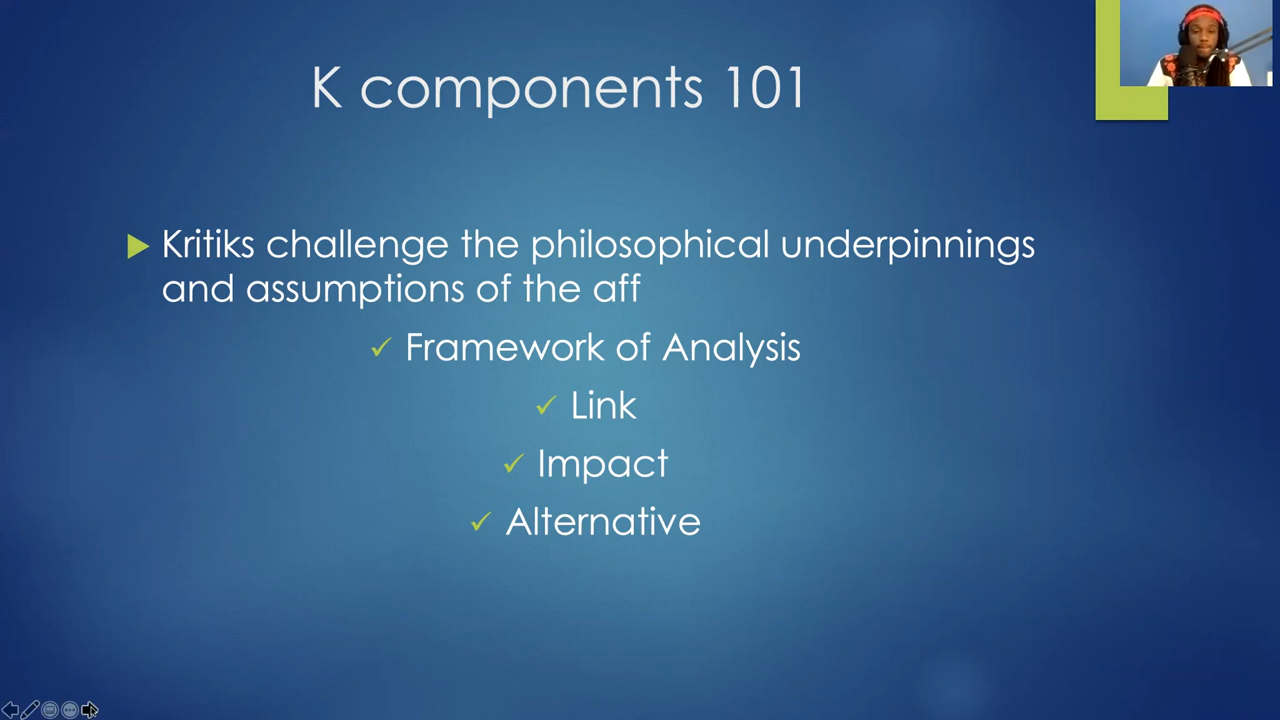 K components 101
Kritiks challenge the philosophical underpinnings
and assumptions of the aff
Framework of Analysis
Link
Impact
Alternative